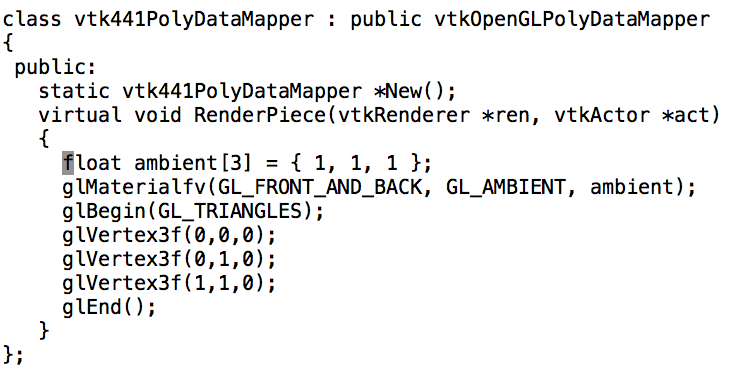 class vtk441PolyDataMapper : public vtkOpenGLPolyDataMapper
{
 public:
   static vtk441PolyDataMapper *New();
   virtual void RenderPiece(vtkRenderer *ren, vtkActor *act)
   {
     float ambient[3] = { 1, 1, 1 };
     glMaterialfv(GL_FRONT_AND_BACK, GL_AMBIENT, ambient);
     glBegin(GL_TRIANGLES);
     glVertex3f(0,0,0);
     glVertex3f(0,1,0);
     glVertex3f(1,1,0);
     glEnd();
   }
};